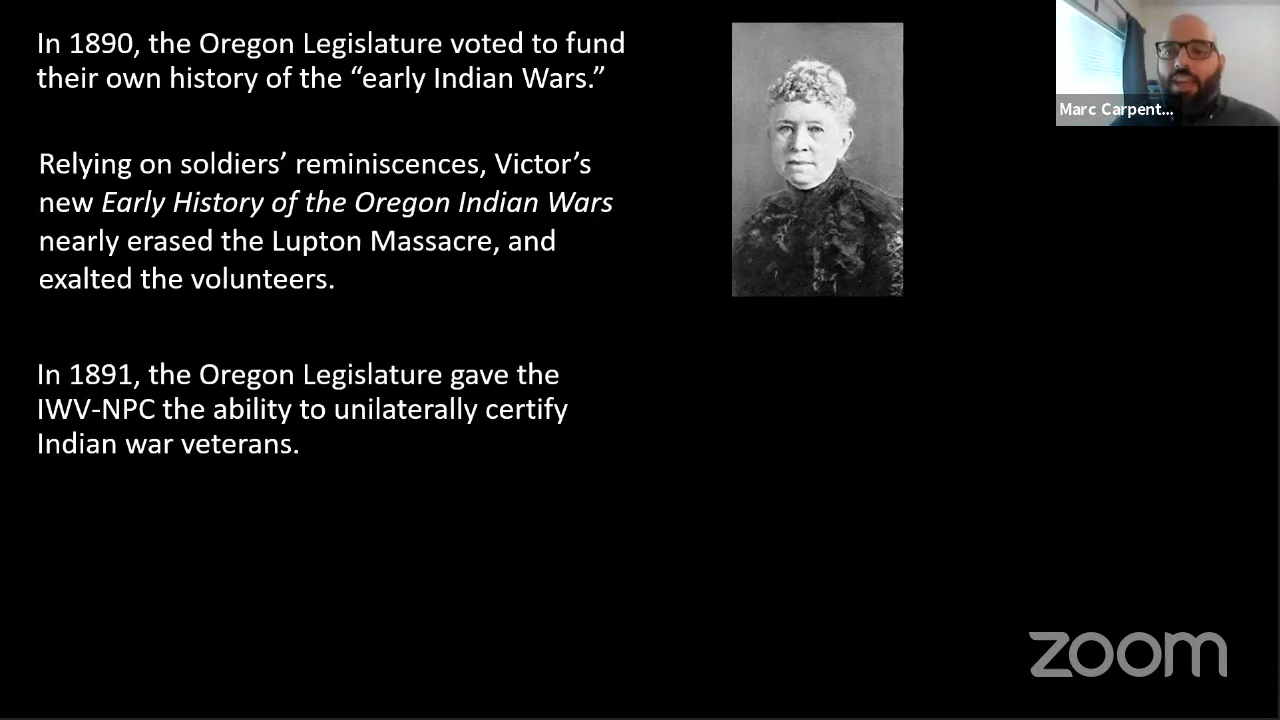 In 1890, the Oregon Legislature voted to fund
their own history of the “early Indian Wars.”
Relying on soldiers’ reminiscences, Victor’s
new Early History of the Oregon Indian Wars
nearly erased the Lupton Massacre, and
exalted the volunteers.
In 1891, the Oregon Legislature gave the
IWV-NPC the ability to unilaterally certify
Indian war veterans.
Marc Carpent...
zoom